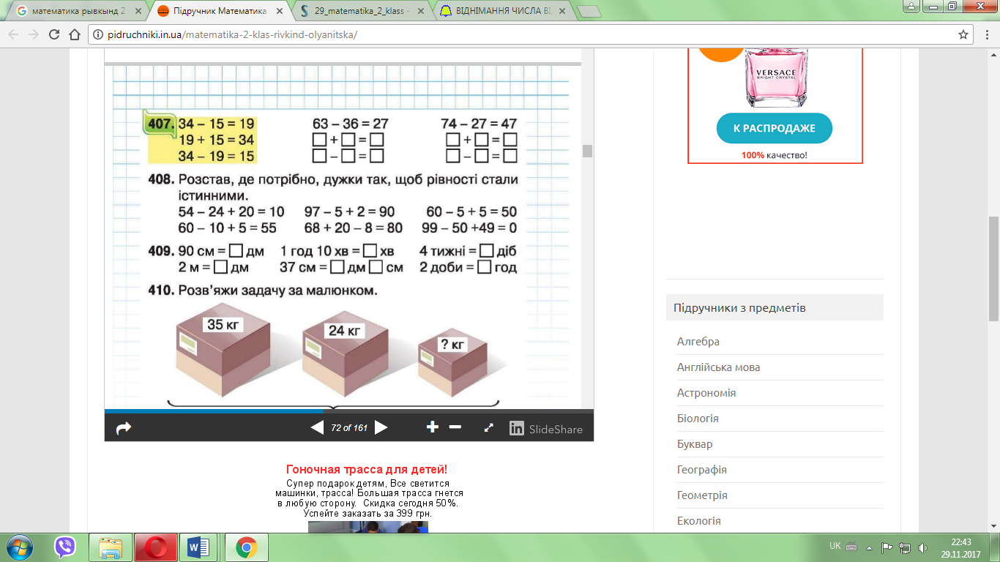 математика рывкынд 2
Підручник Математика
29_matematika_2_klass -
ВІДНІМАННЯ ЧИСЛА ВІД
pidruchniki.in.ua/matematika-2-klas-rivkind-olyanitska/
407. 34 – 15 = 19 63 – 36 = 27 74 – 27 = 47
19 + 15 = 34 □ + □ = □ □ + □ = □
34 – 19 = 15 □ – □ = □ □ – □ = □
408. Розстав, де потрібно, дужки так, щоб рівності стали
істинними.
54 – 24 + 20 = 10 97 – 5 + 2 = 90 60 – 5 + 5 = 50
60 – 10 + 5 = 55 68 + 20 – 8 = 80 99 – 50 +49 = 0
409. 90 см = □ дм 1 год 10 хв = □ хв 4 тижні = □ діб
2 м = □ дм 37 см = □ дм □ см 2 доби = □ год
410. Розв’яжи задачу за малюнком.
35 кг
24 кг
? кг
72 of 161
in SlideShare
Гоночная трасса для детей!
Супер подарок детям, Все светится
машинки, трасса! Большая трасса гнется
в любую сторону. Скидка сегодня 50%.
Успейте заказать за 399 грн.
VERSACE
BRIGHT CRYSTAL
К РАСПРОДАЖЕ
100% качество!
Підручники з предметів
Алгебра
Англійська мова
Астрономія
Біологія
Буквар
Географія
Геометрія
Екологія
UK
22:43
29.11.2017